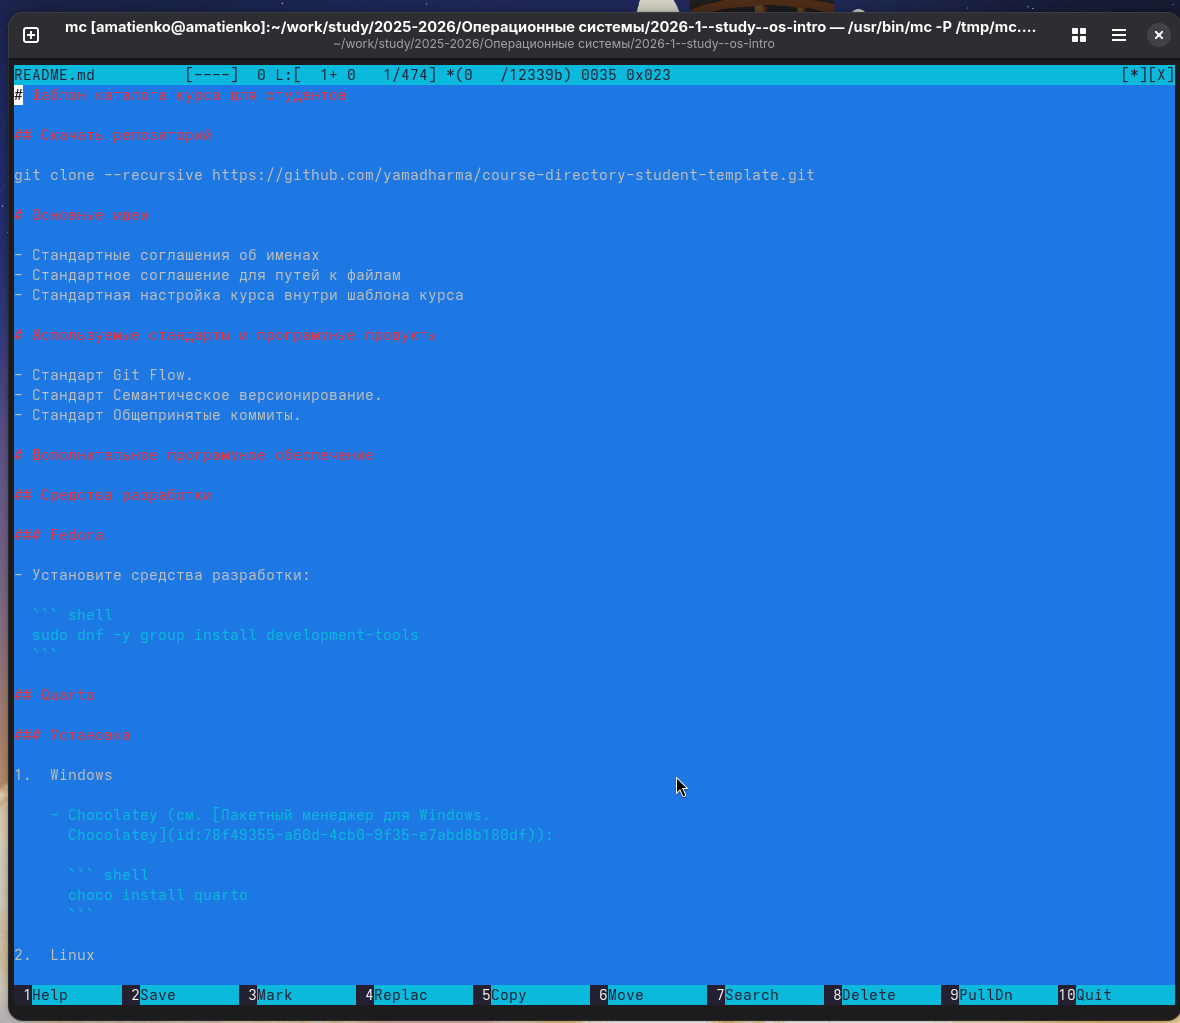 mc [amatienko@amatienko]:~/work/study/2025-2026/Операционные системы/2026-1--study--os-intro — /usr/bin/mc -P /tmp/mc....
~/work/study/2025-2026/Операционные системы/2026-1--study--os-intro
README.md [----] 0 L:[ 1+ 0 1/474] *(0 /12339b) 0035 0x023 [*][X]
# Шаблон каталога курса для студентов
## Скачать репозиторий
git clone --recursive https://github.com/yamadharma/course-directory-student-template.git
# Основные идеи
- Стандартные соглашения об именах
- Стандартное соглашение для путей к файлам
- Стандартная настройка курса внутри шаблона курса
# Используемые стандарты и программные продукты
- Стандарт Git Flow.
- Стандарт Семантическое версионирование.
- Стандарт Общепринятые коммиты.
# программное обеспечение
## Средства разработки
### Fedora
- Установите средства разработки:
``` shell
sudo dnf -y group install development-tools
```
## Quarto
### Установка
1. Windows
- Chocolatey (см. [Пакетный менеджер для Windows.
Chocolatey](id:78f49355-a60d-4cb0-9f35-e7abd8b180df)):
``` shell
choco install quarto
```
2. Linux
1Help 2Save 3Mark 4Replac 5Copy 6Move 7Search 8Delete 9PullDn 10Quit